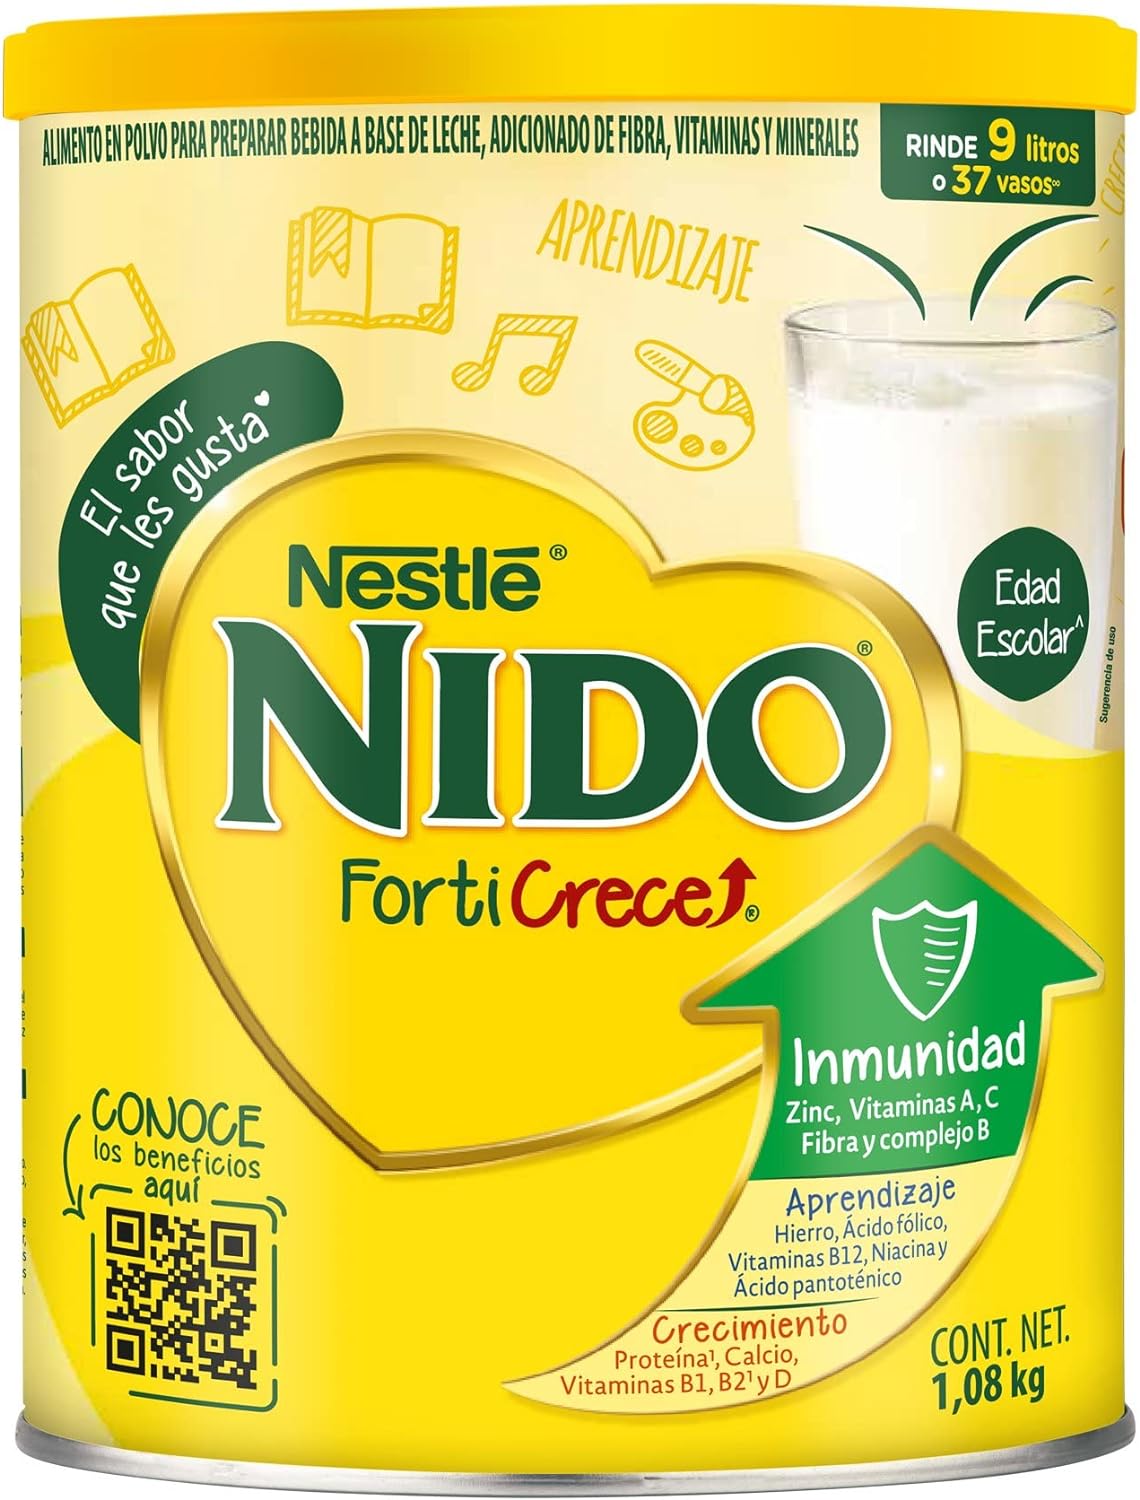 ALIMENTO EN POLVO PARA PREPARAR BEBIDA A BASE DE LECHE, ADICIONADO DE FIBRA, VITAMINAS Y MINERALES
RINDE 9 litros
o 37 vasos∞
APRENDIZAJE
El sabor
que les gusta
Nestlé®
NIDO®
FortiCrece®
Edad
Escolar^
Sugerencia de uso
Inmunidad
Zinc, Vitaminas A, C
Fibra y complejo B
Aprendizaje
Hierro, Ácido fólico,
Vitaminas B12, Niacina y
Ácido pantoténico
Crecimiento
Proteína¹, Calcio,
Vitaminas B1, B2¹ y D
CONOCE
los beneficios
aquí
CONT. NET.
1,08 kg